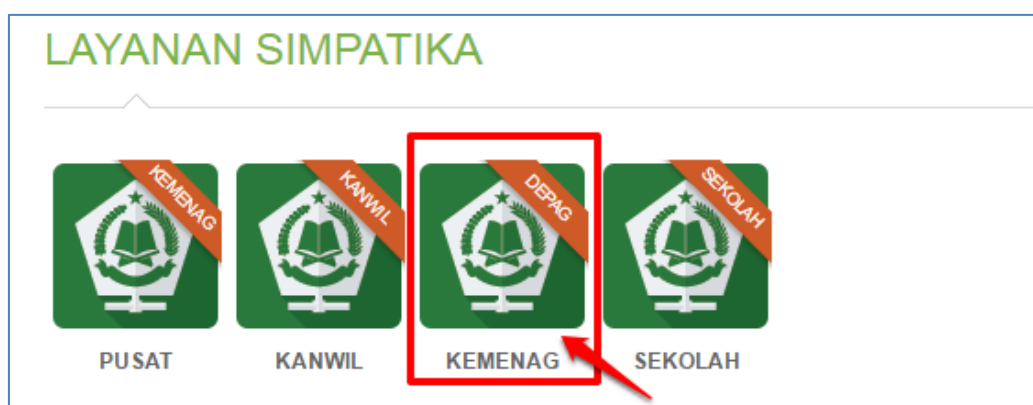 LAYANAN SIMPATIKA
KEMENAG
KANWIL
DEPAG
SEKOLAH
PUSAT
KANWIL
KEMENAG
SEKOLAH